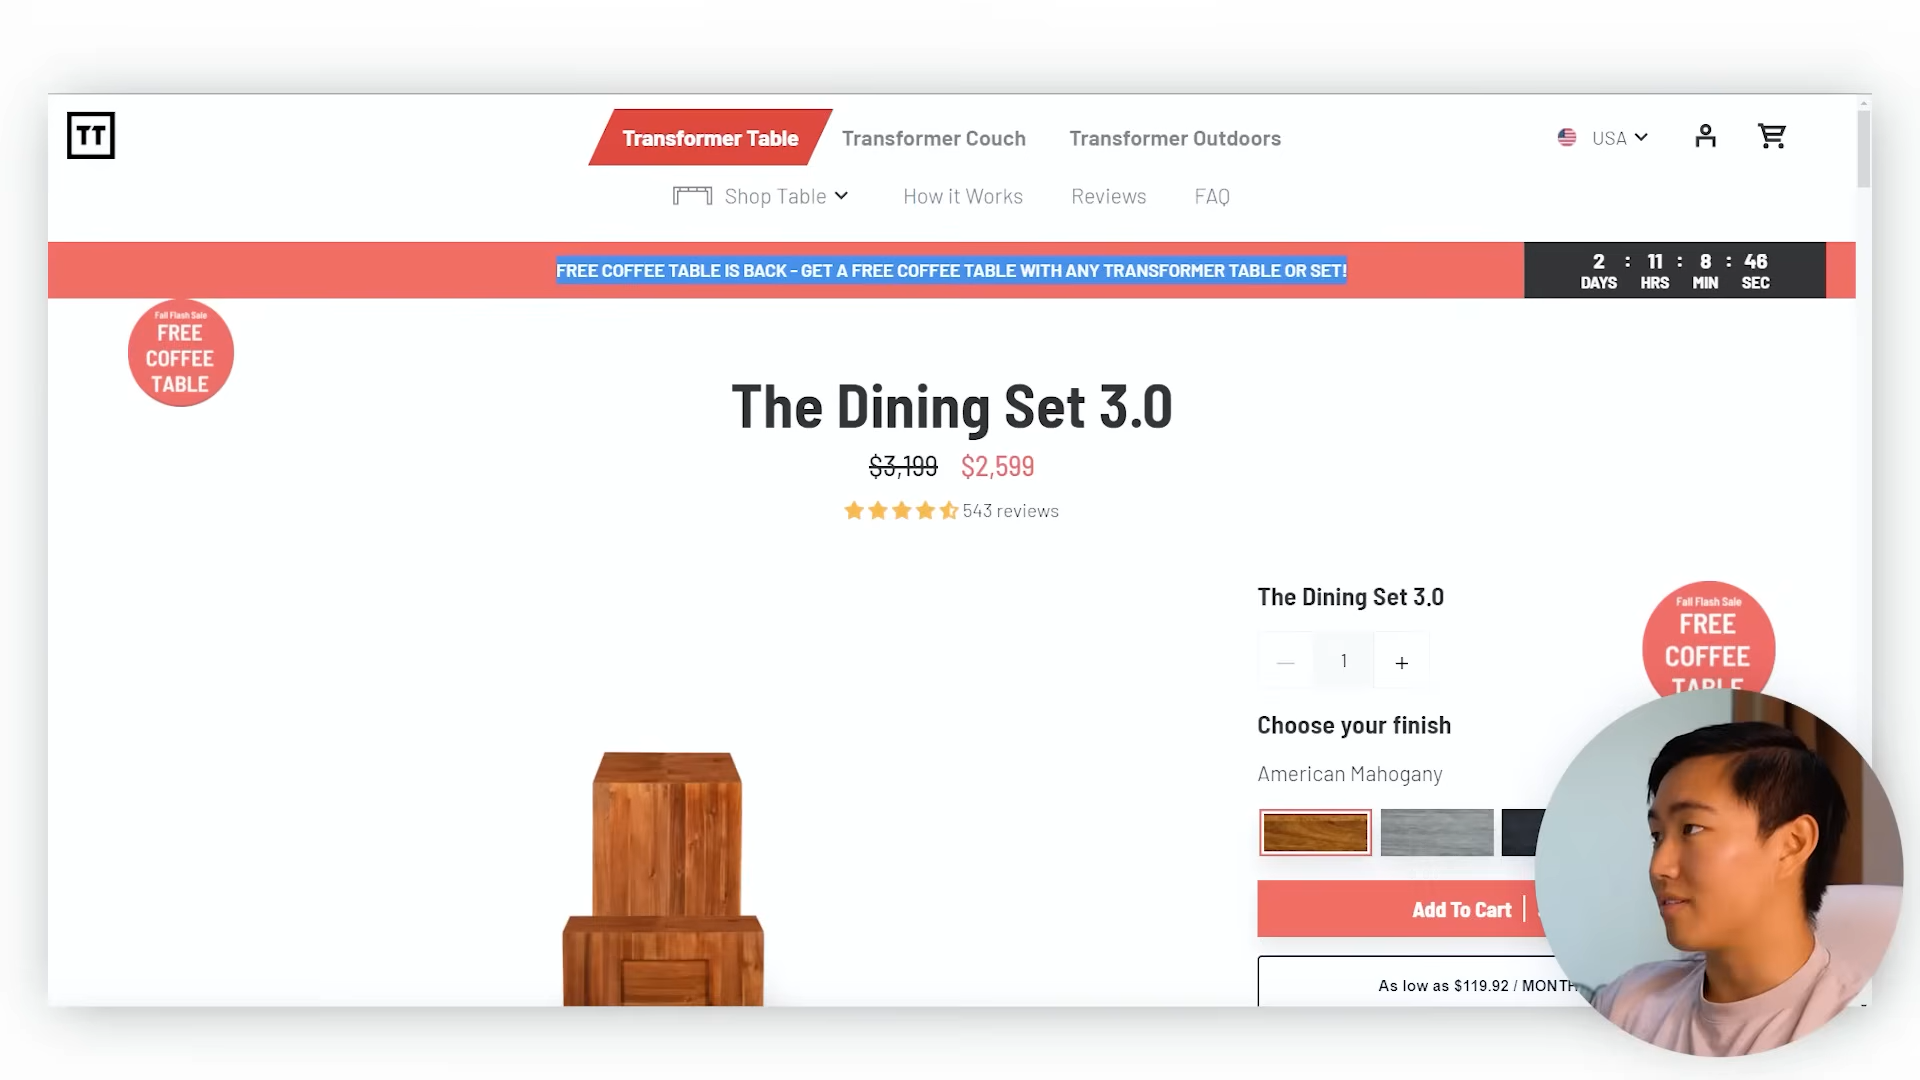 TT
Transformer Table
Transformer Couch
Transformer Outdoors
USA
Shop Table
How it Works
Reviews
FAQ
FREE COFFEE TABLE IS BACK - GET A FREE COFFEE TABLE WITH ANY TRANSFORMER TABLE OR SET!
2 : 11 : 8 : 46
DAYS HRS MIN SEC
Fall Flash Sale
FREE
COFFEE
TABLE
The Dining Set 3.0
$3,199 $2,599
543 reviews
The Dining Set 3.0
1
Fall Flash Sale
FREE
COFFEE
TABLE
Choose your finish
American Mahogany
Add To Cart
As low as $119.92 / MONTH